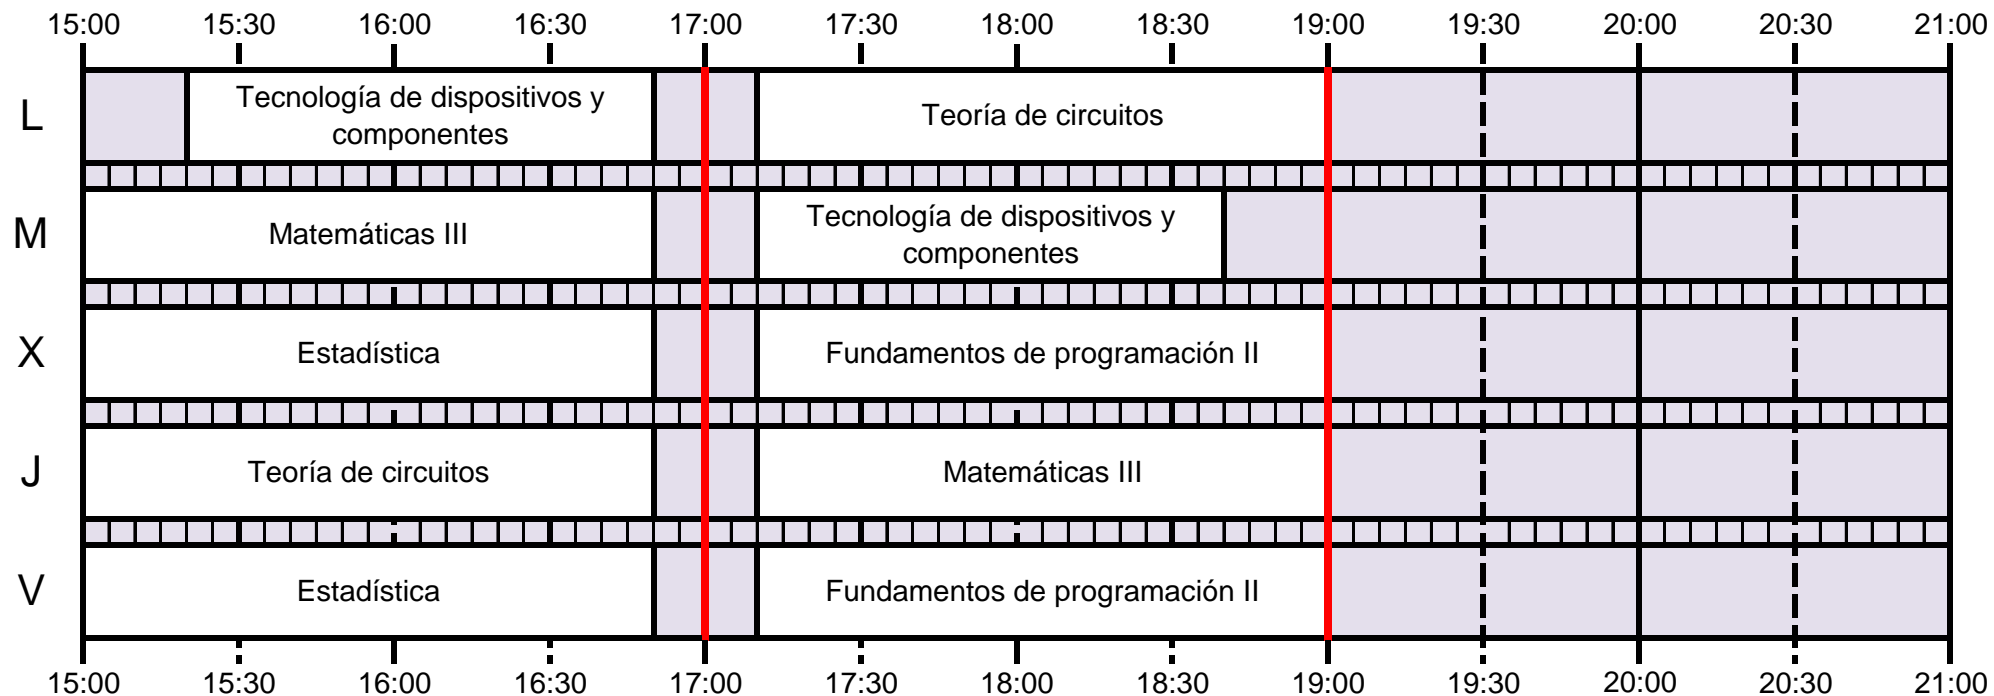 15:00 15:30 16:00 16:30 17:00 17:30 18:00 18:30 19:00 19:30 20:00 20:30 21:00
L
Tecnología de dispositivos y
componentes
Teoría de circuitos
M
Matemáticas III
Tecnología de dispositivos y
componentes
X
Estadística
Fundamentos de programación II
J
Teoría de circuitos
Matemáticas III
V
Estadística
Fundamentos de programación II
15:00 15:30 16:00 16:30 17:00 17:30 18:00 18:30 19:00 19:30 20:00 20:30 21:00